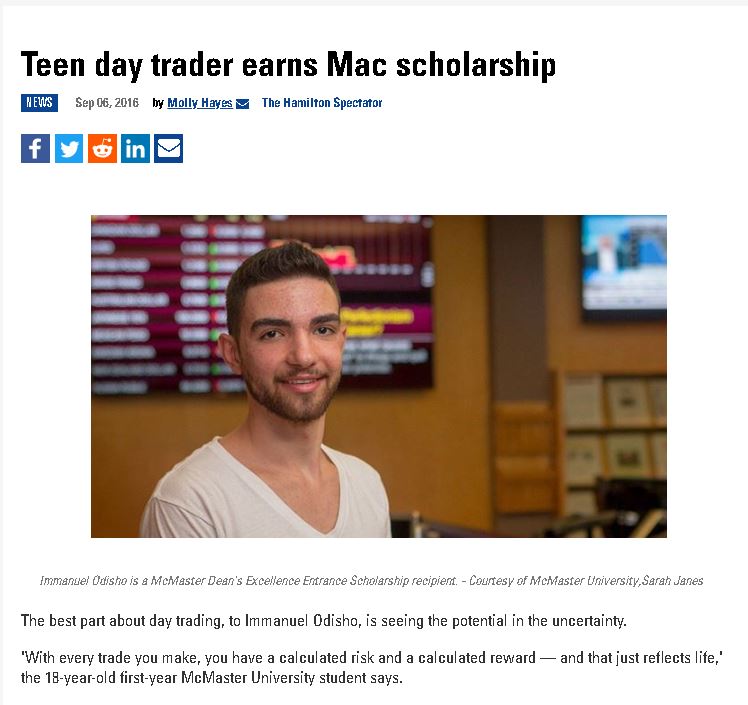 Teen day trader earns Mac scholarship
NEWS Sep 06, 2016 by Molly Hayes The Hamilton Spectator
Immanuel Odisho is a McMaster Dean's Excellence Entrance Scholarship recipient. - Courtesy of McMaster University,Sarah Janes
The best part about day trading, to Immanuel Odisho, is seeing the potential in the uncertainty.
"With every trade you make, you have a calculated risk and a calculated reward — and that just reflects life,"
the 18-year-old first-year McMaster University student says.